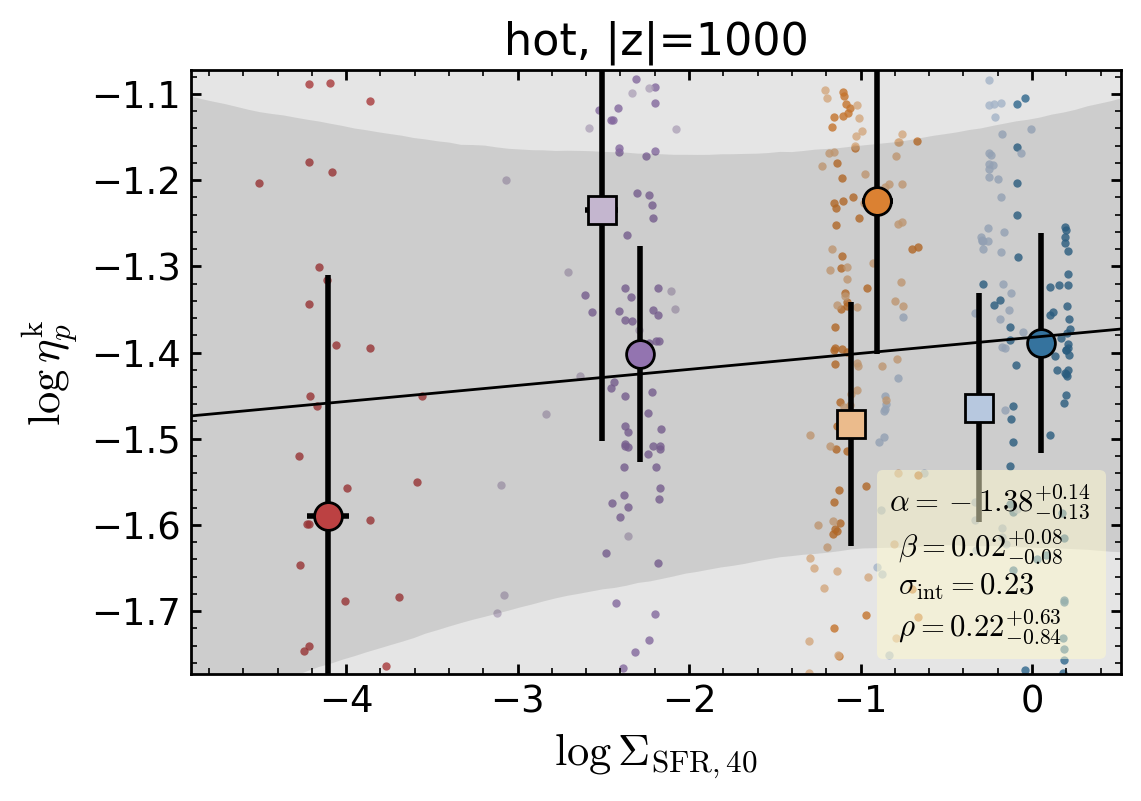 hot, |z|=1000
−1.1
−1.2
−1.3
−1.4
−1.5
−1.6
−1.7
log η_p^k
α = −1.38^{+0.14}_{−0.13}
β = 0.02^{+0.08}_{−0.08}
σ_int = 0.23
ρ = 0.22^{+0.63}_{−0.84}
−4 −3 −2 −1 0
log Σ_{SFR, 40}